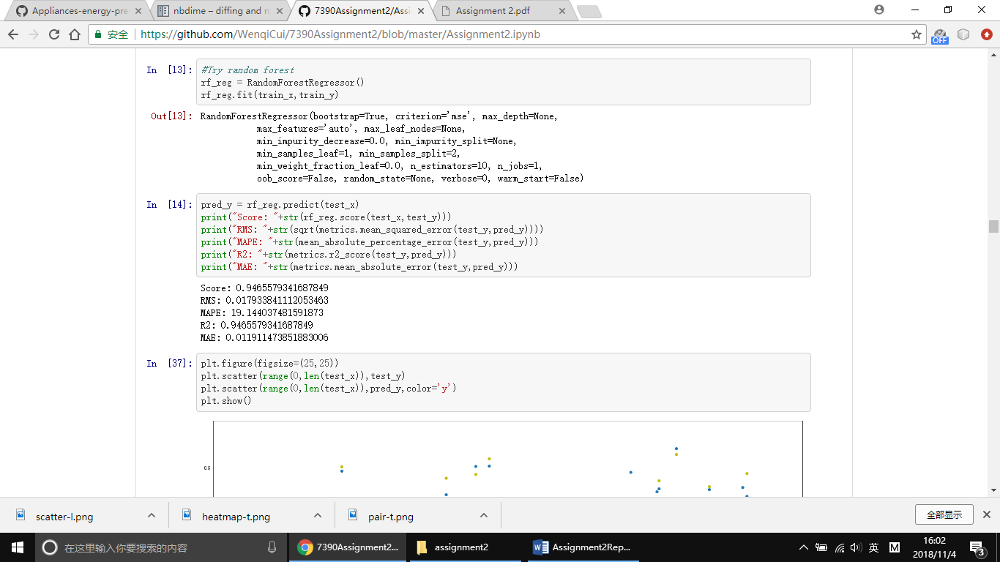 Appliances-energy-pre
nbdime – diffing and n
7390Assignment2/Assi
Assignment 2.pdf
安全
https://github.com/WenqiCui/7390Assignment2/blob/master/Assignment2.ipynb
OFF
In [13]:
#Try random forest
rf_reg = RandomForestRegressor()
rf_reg.fit(train_x,train_y)
Out[13]:
RandomForestRegressor(bootstrap=True, criterion='mse', max_depth=None,
max_features='auto', max_leaf_nodes=None,
min_impurity_decrease=0.0, min_impurity_split=None,
min_samples_leaf=1, min_samples_split=2,
min_weight_fraction_leaf=0.0, n_estimators=10, n_jobs=1,
oob_score=False, random_state=None, verbose=0, warm_start=False)
In [14]:
pred_y = rf_reg.predict(test_x)
print("Score: "+str(rf_reg.score(test_x,test_y)))
print("RMS: "+str(sqrt(metrics.mean_squared_error(test_y,pred_y))))
print("MAPE: "+str(mean_absolute_percentage_error(test_y,pred_y)))
print("R2: "+str(metrics.r2_score(test_y,pred_y)))
print("MAE: "+str(metrics.mean_absolute_error(test_y,pred_y)))
Score: 0.9465579341687849
RMS: 0.017933841112053463
MAPE: 19.144037481591873
R2: 0.9465579341687849
MAE: 0.011911473851883006
In [37]:
plt.figure(figsize=(25,25))
plt.scatter(range(0,len(test_x)),test_y)
plt.scatter(range(0,len(test_x)),pred_y,color='y')
plt.show()
scatter-l.png
heatmap-t.png
pair-t.png
全部显示
在这里输入你要搜索的内容
7390Assignment2...
assignment2
Assignment2Rep...
英
M
16:02
2018/11/4
3